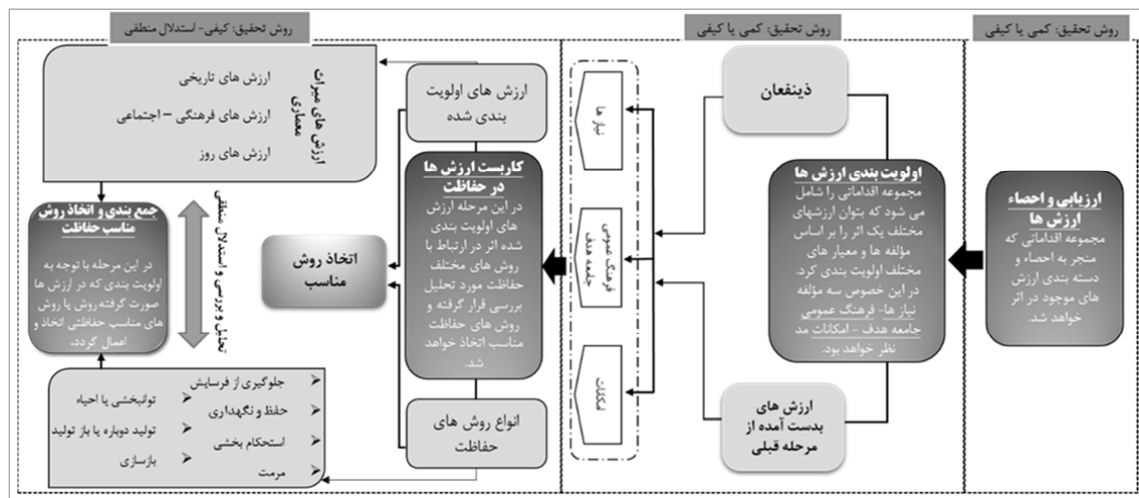 روش تحقیق: کمی یا کیفی
ارزیابی و احصاء
ارزش ها
مجموعه اقداماتی که
منجر به احصاء و
دسته بندی ارزش
های موجود در اثر
خواهد شد.
روش تحقیق: کمی یا کیفی
ذینفعان
اولویت بندی ارزش ها
مجموعه اقداماتی را شامل
می شود که بتوان ارزشهای
مختلف یک اثر را بر اساس
مؤلفه ها و معیار های
مختلف اولویت بندی کرد.
در این خصوص سه مؤلفه
نیاز ها- فرهنگ عمومی
جامعه هدف - امکانات مد
نظر خواهد بود.
ارزش های
بدست آمده از
مرحله قبلی
نیاز ها
فرهنگ عمومی
جامعه هدف
امکانات
روش تحقیق: کیفی- استدلال منطقی
ارزش های اولویت
بندی شده
کاربست ارزش ها
در حفاظت
در این مرحله ارزش
های اولویت بندی
شده اثر در ارتباط با
روش های مختلف
حفاظت مورد تحلیل
بررسی قرار گرفته و
روش های حفاظت
مناسب اتخاذ خواهد
شد.
انواع روش های
حفاظت
اتخاذ روش
مناسب
ارزش های میراث
معماری
ارزش های تاریخی
ارزش های فرهنگی – اجتماعی
ارزش های روز
تحلیل و بررسی و استدلال منطقی
جمع بندی و اتخاذ روش
مناسب حفاظت
در این مرحله با توجه به
اولویت بندی که در ارزش ها
صورت گرفته روش یا روش
های مناسب حفاظتی اتخاذ و
اعمال گردد.
جلوگیری از فرسایش
حفظ و نگهداری
استحکام بخشی
مرمت
توانبخشی یا احیاء
تولید دوباره یا باز تولید
بازسازی